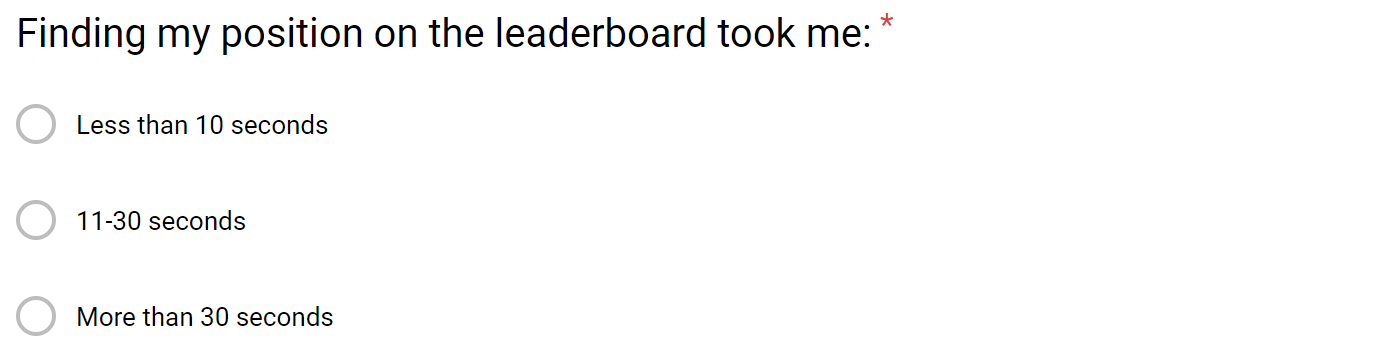 Finding my position on the leaderboard took me: *
Less than 10 seconds
11-30 seconds
More than 30 seconds